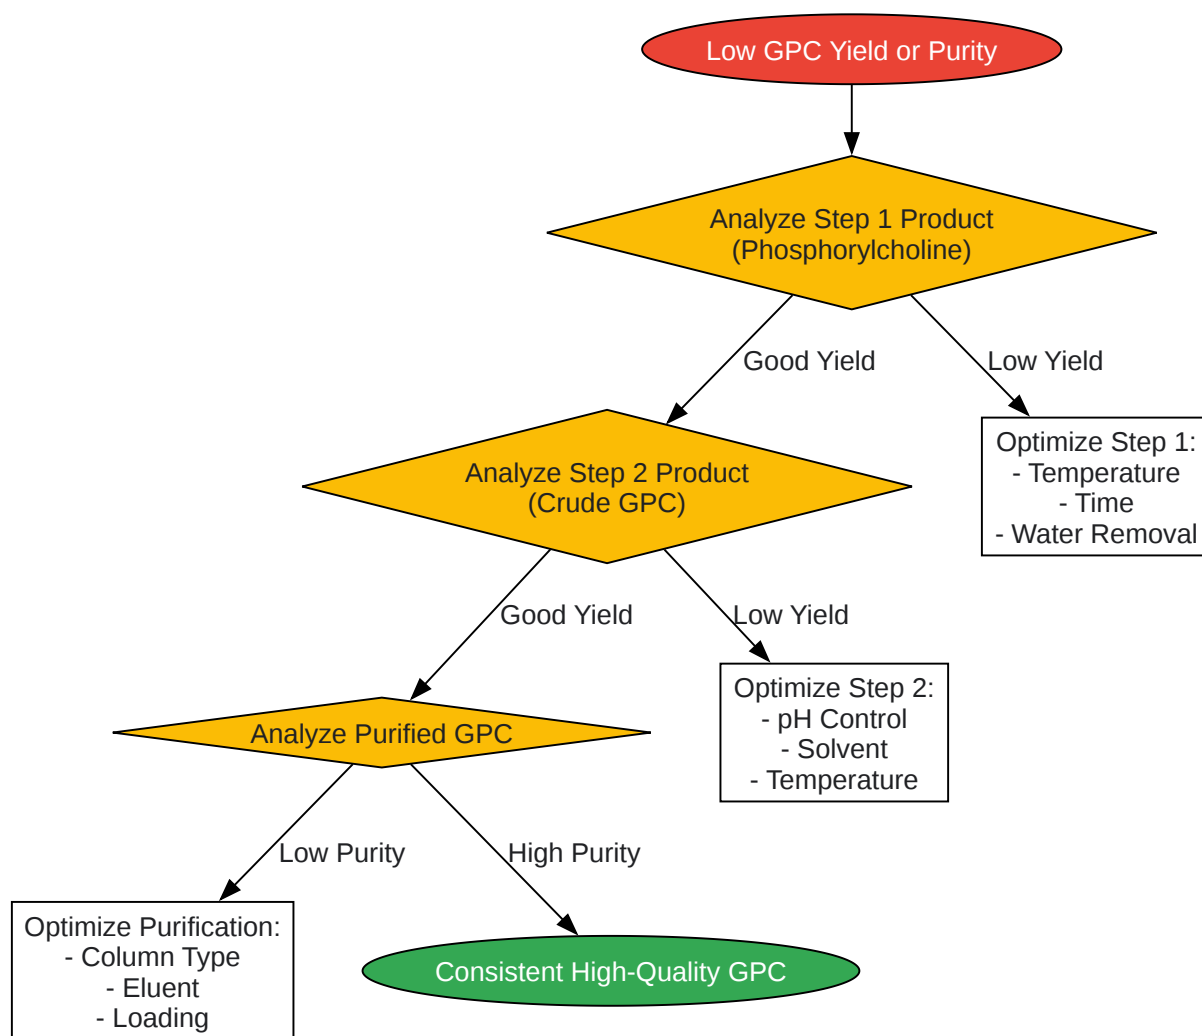 Low GPC Yield or Purity
Analyze Step 1 Product
(Phosphorylcholine)
Good Yield
Low Yield
Analyze Step 2 Product
(Crude GPC)
Optimize Step 1:
- Temperature
- Time
- Water Removal
Good Yield
Low Yield
Analyze Purified GPC
Optimize Step 2:
- pH Control
- Solvent
- Temperature
Low Purity
High Purity
Optimize Purification:
- Column Type
- Eluent
- Loading
Consistent High-Quality GPC